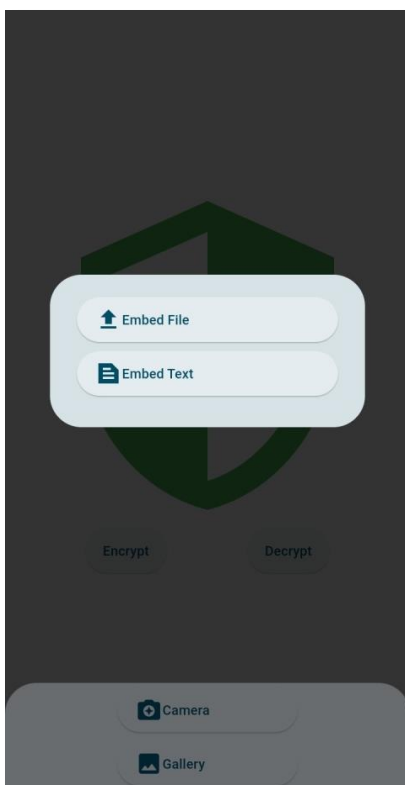 Embed File
Embed Text
Encrypt Decrypt
Camera
Gallery